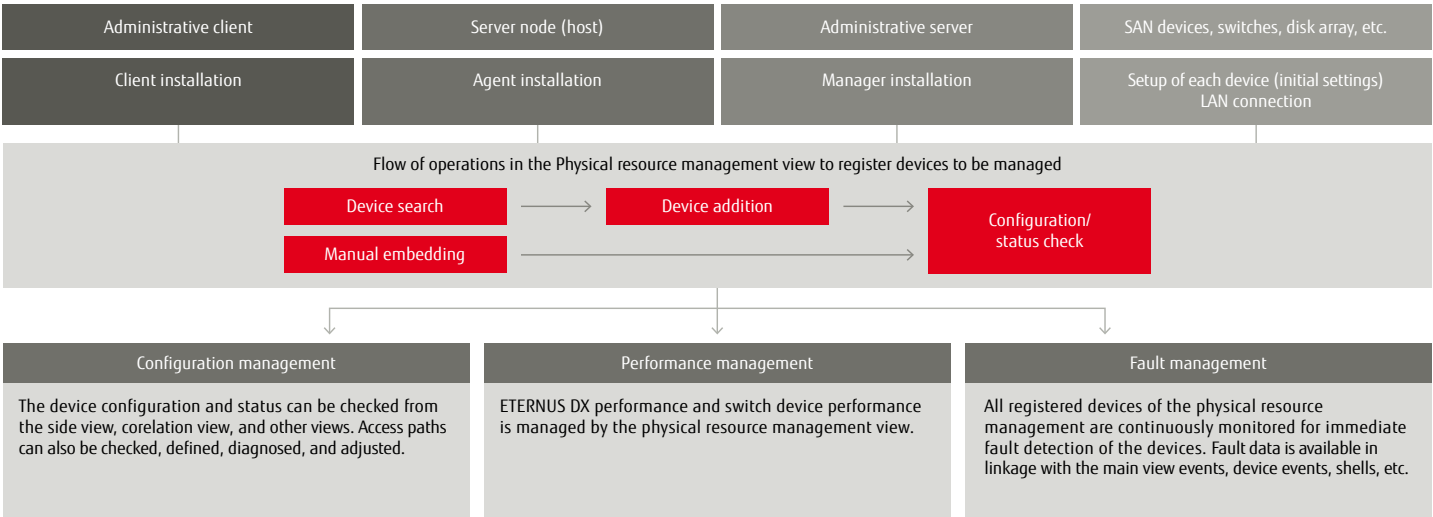 Administrative client
Server node (host)
Administrative server
SAN devices, switches, disk array, etc.
Client installation
Agent installation
Manager installation
Setup of each device (initial settings)
LAN connection
Flow of operations in the Physical resource management view to register devices to be managed
Device search
Device addition
Configuration/
status check
Manual embedding
Configuration management
The device configuration and status can be checked from
the side view, corelation view, and other views. Access paths
can also be checked, defined, diagnosed, and adjusted.
Performance management
ETERNUS DX performance and switch device performance
is managed by the physical resource management view.
Fault management
All registered devices of the physical resource
management are continuously monitored for immediate
fault detection of the devices. Fault data is available in
linkage with the main view events, device events, shells, etc.